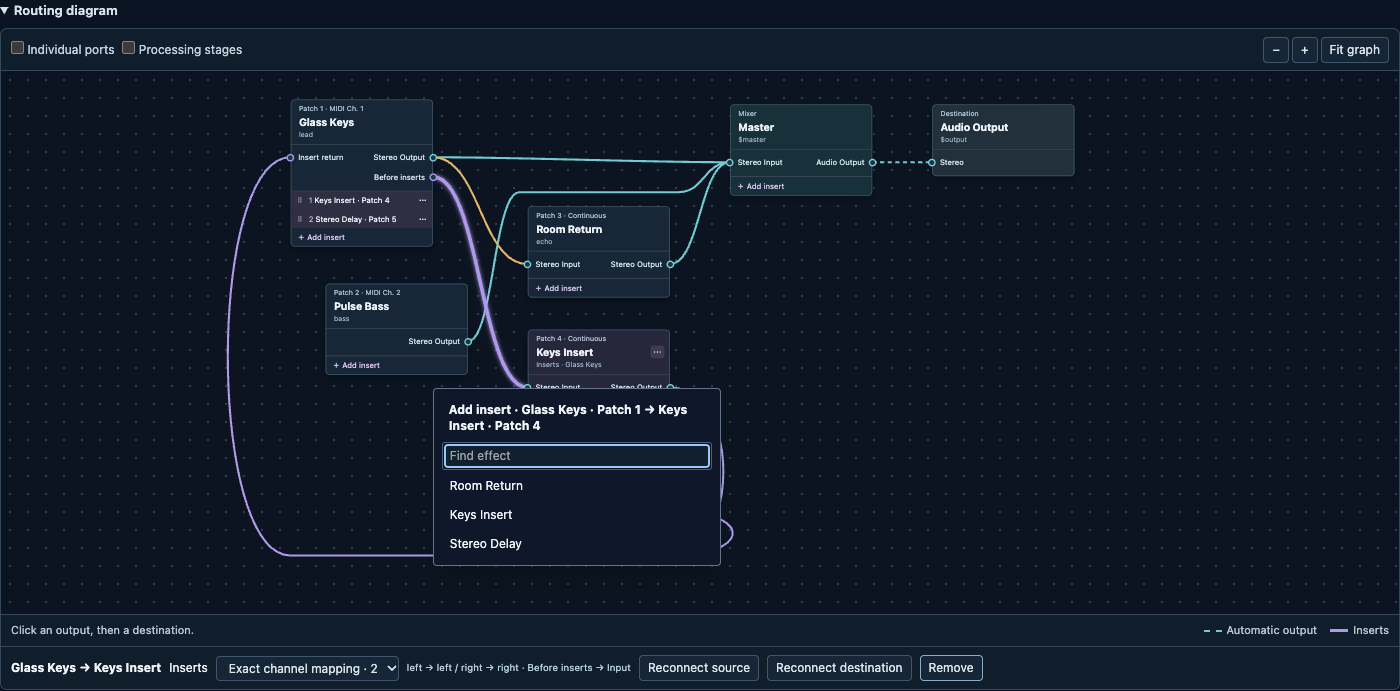 ▼ Routing diagram
Individual ports Processing stages − + Fit graph
Patch 1 · MIDI Ch. 1
Glass Keys
lead
Insert return Stereo Output
Before inserts
1 Keys Insert · Patch 4 ...
2 Stereo Delay · Patch 5 ...
+ Add insert
Patch 2 · MIDI Ch. 2
Pulse Bass
bass
Stereo Output
+ Add insert
Patch 3 · Continuous
Room Return
echo
Stereo Input Stereo Output
+ Add insert
Patch 4 · Continuous
Keys Insert ...
Inserts · Glass Keys
Stereo Input Stereo Output
Mixer
Master
$master
Stereo Input Audio Output
+ Add insert
Destination
Audio Output
$output
Stereo
Add insert · Glass Keys · Patch 1 → Keys
Insert · Patch 4
Find effect
Room Return
Keys Insert
Stereo Delay
Click an output, then a destination. Automatic output Inserts
Glass Keys → Keys Insert Inserts Exact channel mapping · 2 left → left / right → right · Before inserts → Input Reconnect source Reconnect destination Remove